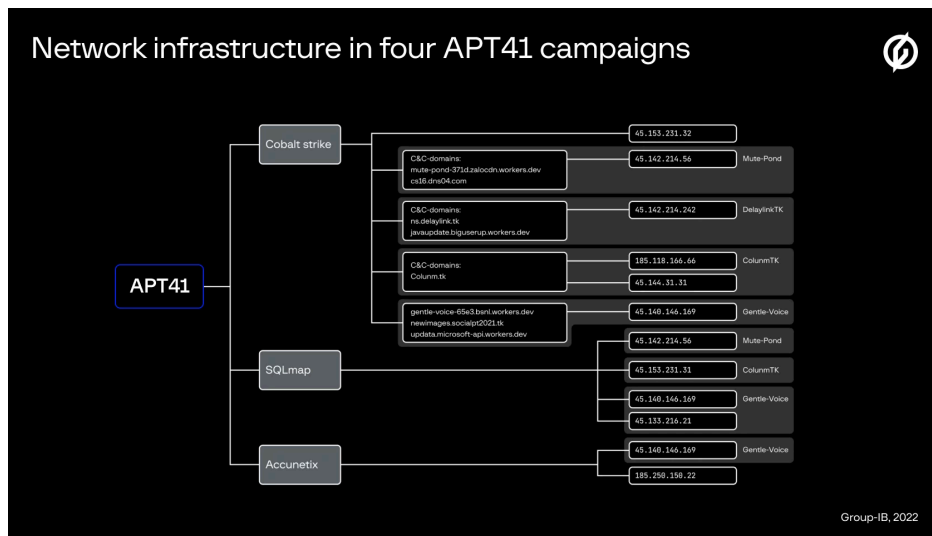 Network infrastructure in four APT41 campaigns
APT41
Cobalt strike
45.153.231.32
C&C-domains:
mute-pond-371d.zalocdn.workers.dev
cs16.dns04.com
45.142.214.56
Mute-Pond
C&C-domains:
ns.delaylink.tk
javaupdate.biguserup.workers.dev
45.142.214.242
DelaylinkTK
C&C-domains:
Colunm.tk
185.118.166.66
ColunmTK
45.144.31.31
gentle-voice-65e3.bsnl.workers.dev
newimages.socialpt2021.tk
updata.microsoft-api.workers.dev
45.140.146.169
Gentle-Voice
SQLmap
45.142.214.56
Mute-Pond
45.153.231.31
ColunmTK
45.140.146.169
Gentle-Voice
45.133.216.21
Accunetix
45.140.146.169
Gentle-Voice
185.250.150.22
Group-IB, 2022